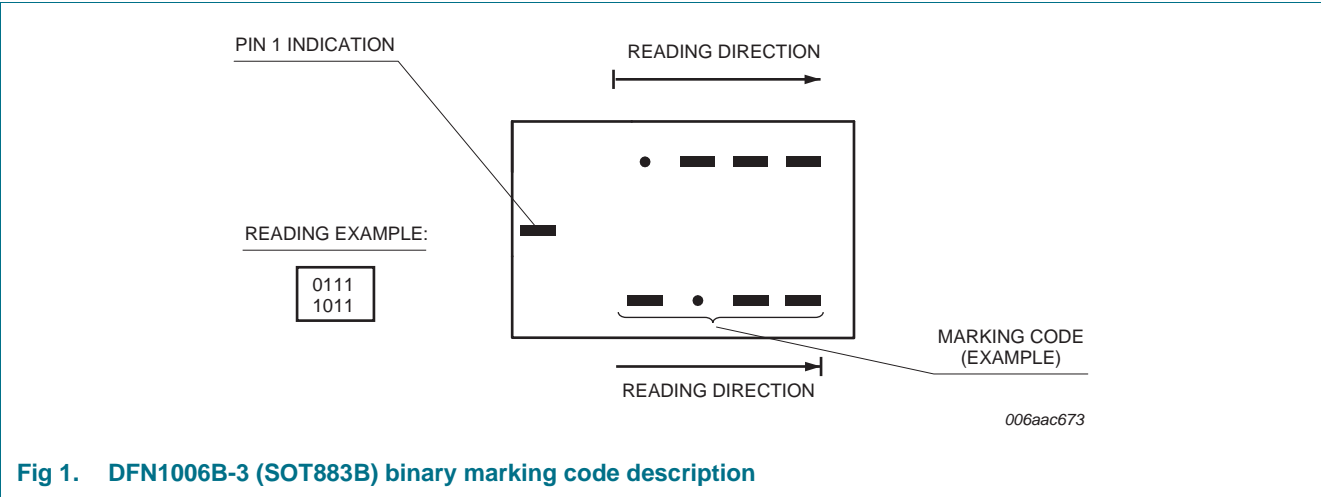 PIN 1 INDICATION
READING DIRECTION
READING EXAMPLE:
0111
1011
MARKING CODE
(EXAMPLE)
READING DIRECTION
006aac673
Fig 1. DFN1006B-3 (SOT883B) binary marking code description